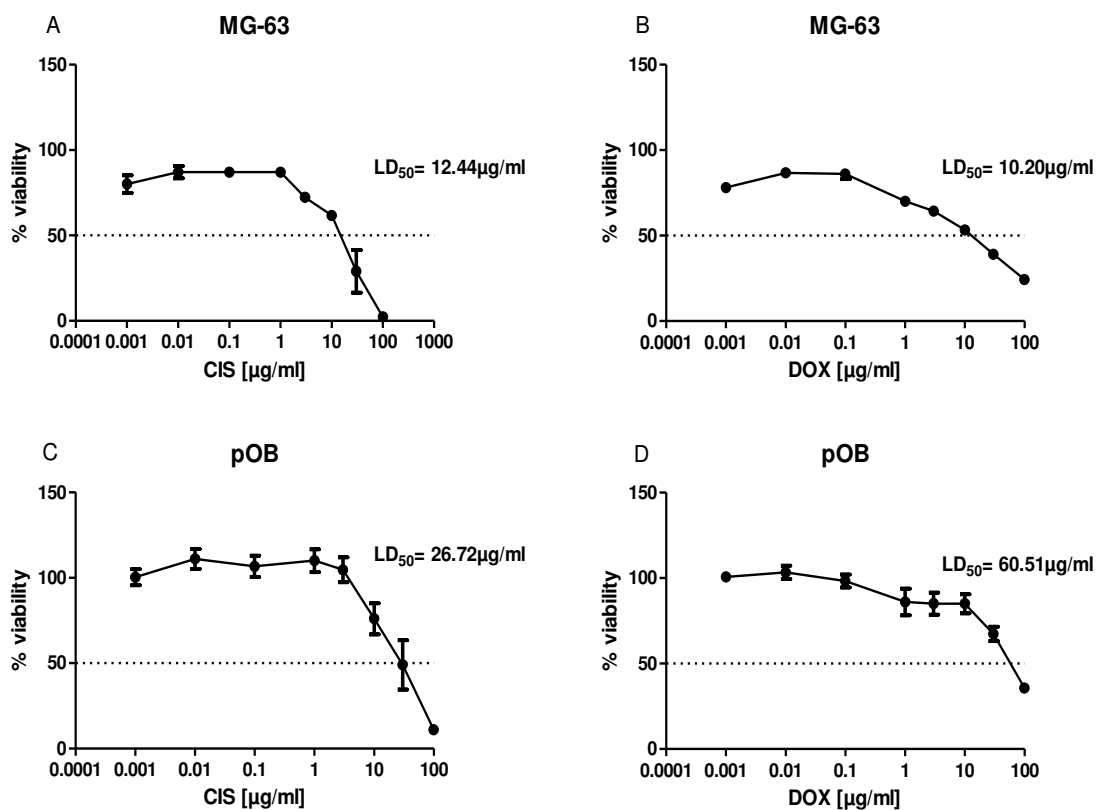 A
MG-63
150
100
50
0
% viability
LD50= 12.44µg/ml
0.0001 0.001 0.01 0.1 1 10 100 1000
CIS [µg/ml]
B
MG-63
150
100
50
0
% viability
LD50= 10.20µg/ml
0.0001 0.001 0.01 0.1 1 10 100
DOX [µg/ml]
C
pOB
150
100
50
0
% viability
LD50= 26.72µg/ml
0.0001 0.001 0.01 0.1 1 10 100
CIS [µg/ml]
D
pOB
150
100
50
0
% viability
LD50= 60.51µg/ml
0.0001 0.001 0.01 0.1 1 10 100
DOX [µg/ml]